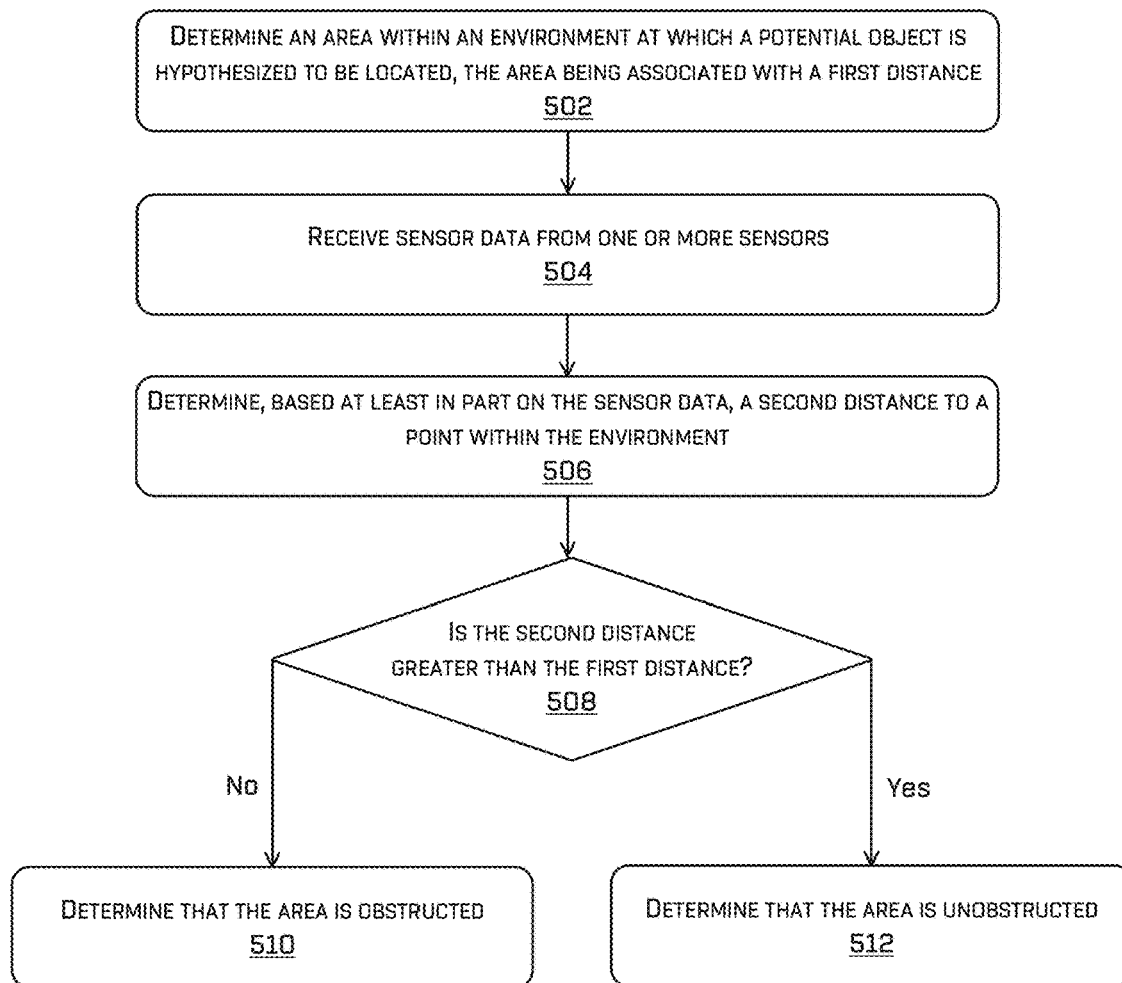 DETERMINE AN AREA WITHIN AN ENVIRONMENT AT WHICH A POTENTIAL OBJECT IS
HYPOTHESIZED TO BE LOCATED, THE AREA BEING ASSOCIATED WITH A FIRST DISTANCE
502
RECEIVE SENSOR DATA FROM ONE OR MORE SENSORS
504
DETERMINE, BASED AT LEAST IN PART ON THE SENSOR DATA, A SECOND DISTANCE TO A
POINT WITHIN THE ENVIRONMENT
506
IS THE SECOND DISTANCE
GREATER THAN THE FIRST DISTANCE?
508
No
Yes
DETERMINE THAT THE AREA IS OBSTRUCTED
510
DETERMINE THAT THE AREA IS UNOBSTRUCTED
512